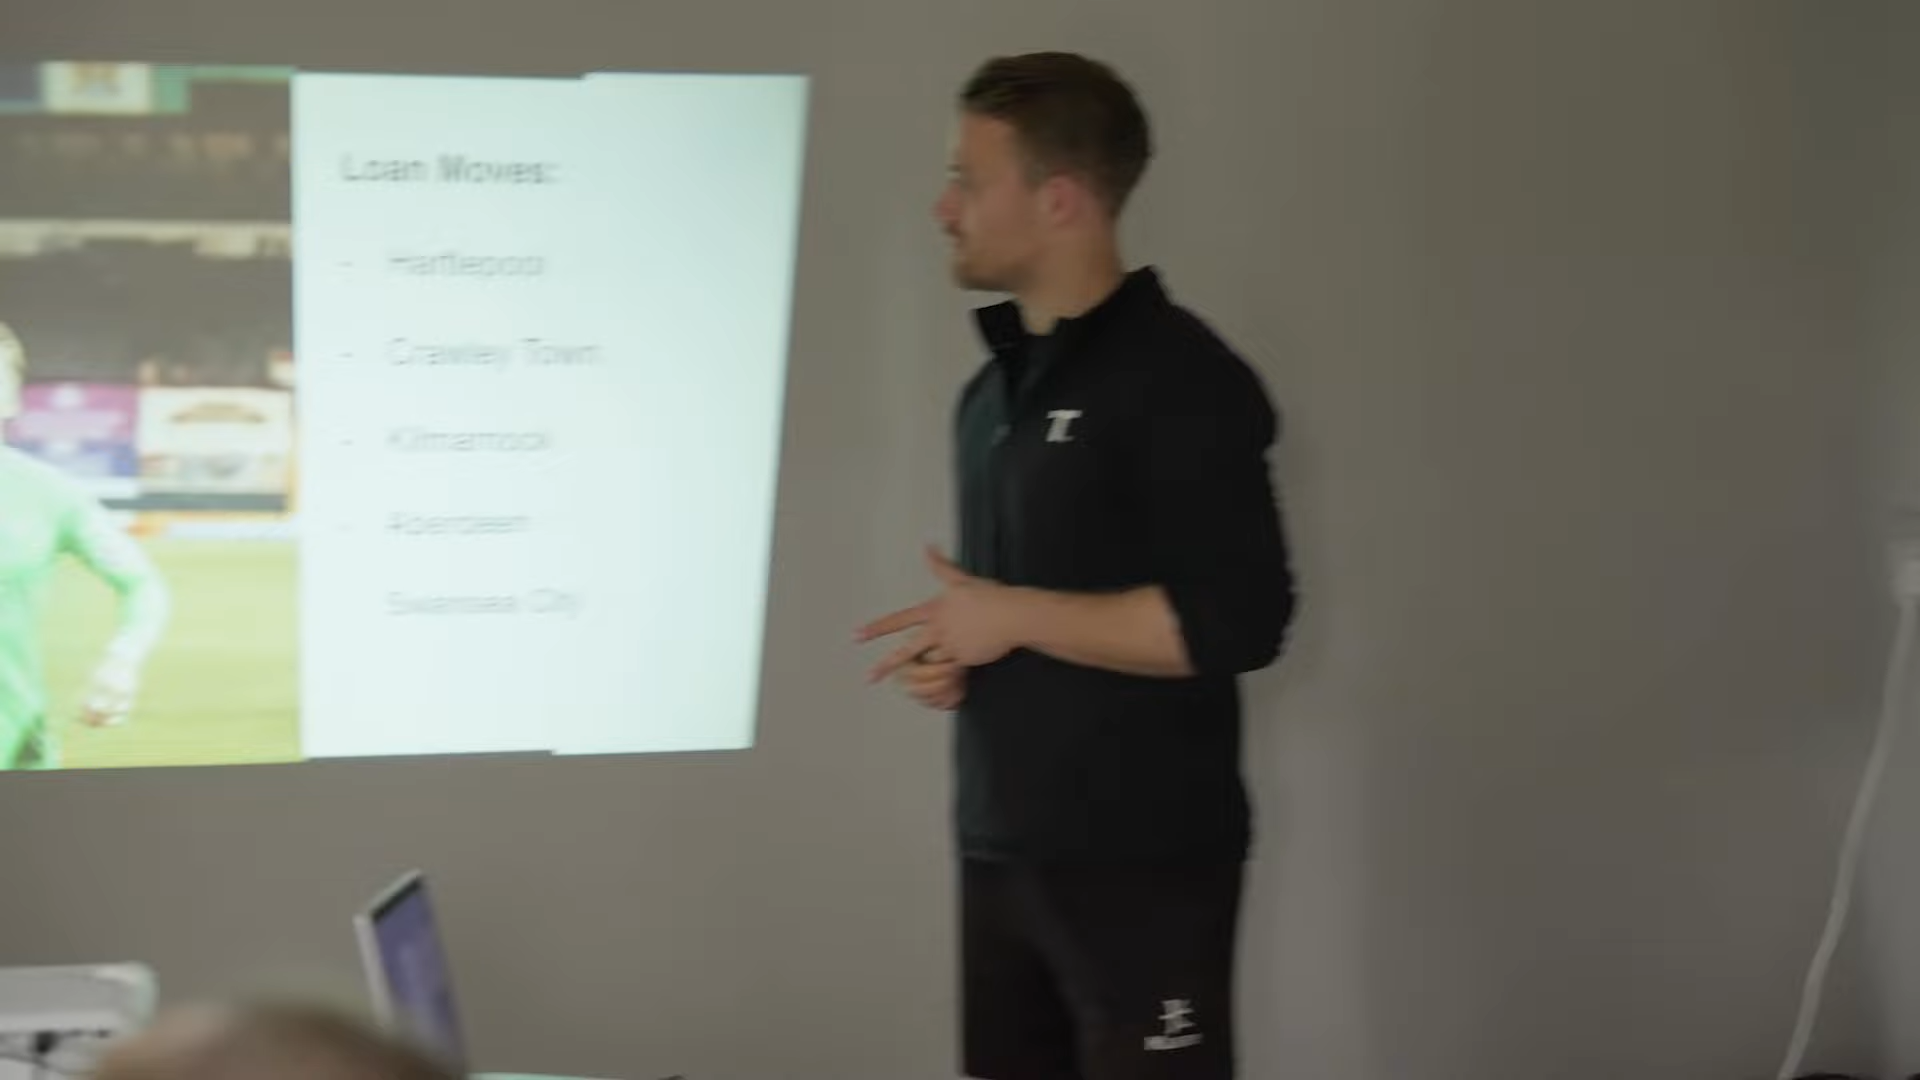 Loan Moves:
- Hartlepool
- Crawley Town
- Kilmarnock
- Aberdeen
Swansea City